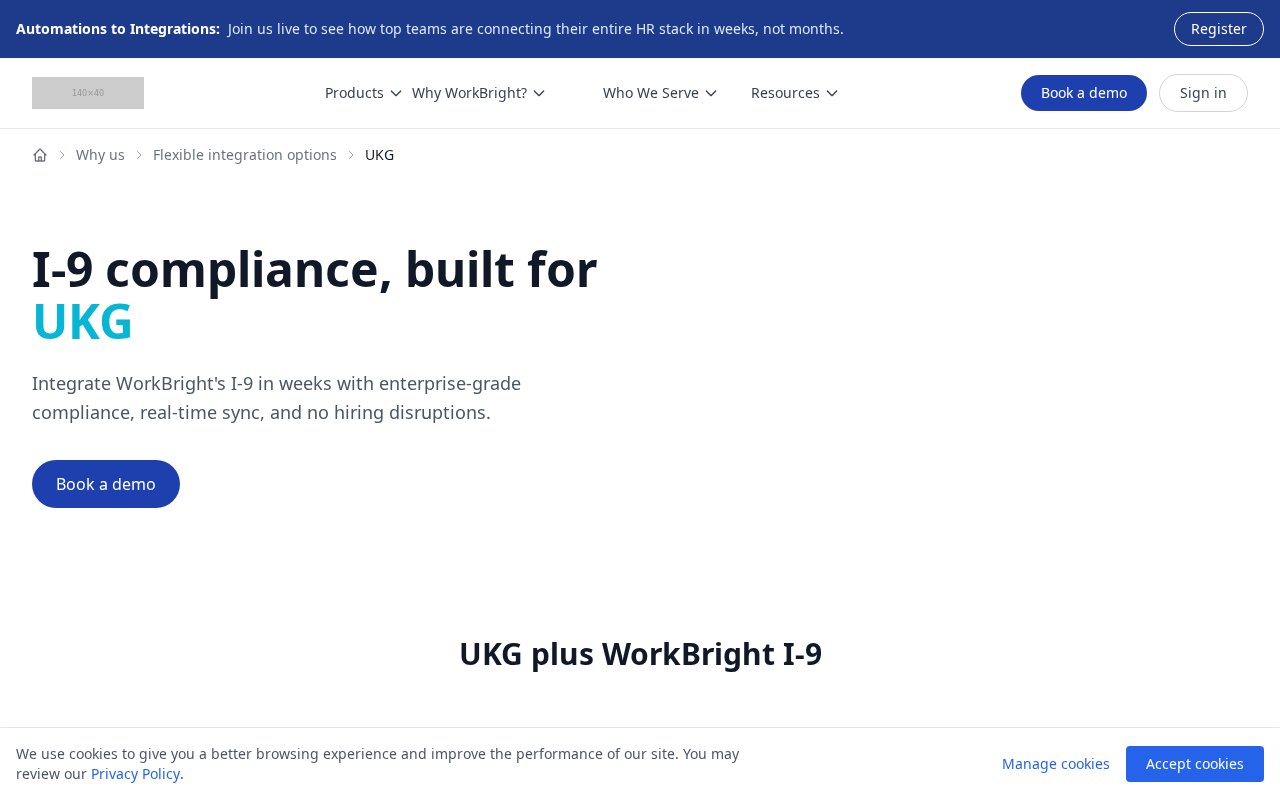 Automations to Integrations: Join us live to see how top teams are connecting their entire HR stack in weeks, not months.
Register
140×40
Products
Why WorkBright?
Who We Serve
Resources
Book a demo
Sign in
Why us
Flexible integration options
UKG
I-9 compliance, built for
UKG
Integrate WorkBright's I-9 in weeks with enterprise-grade
compliance, real-time sync, and no hiring disruptions.
Book a demo
UKG plus WorkBright I-9
We use cookies to give you a better browsing experience and improve the performance of our site. You may
review our Privacy Policy.
Manage cookies
Accept cookies